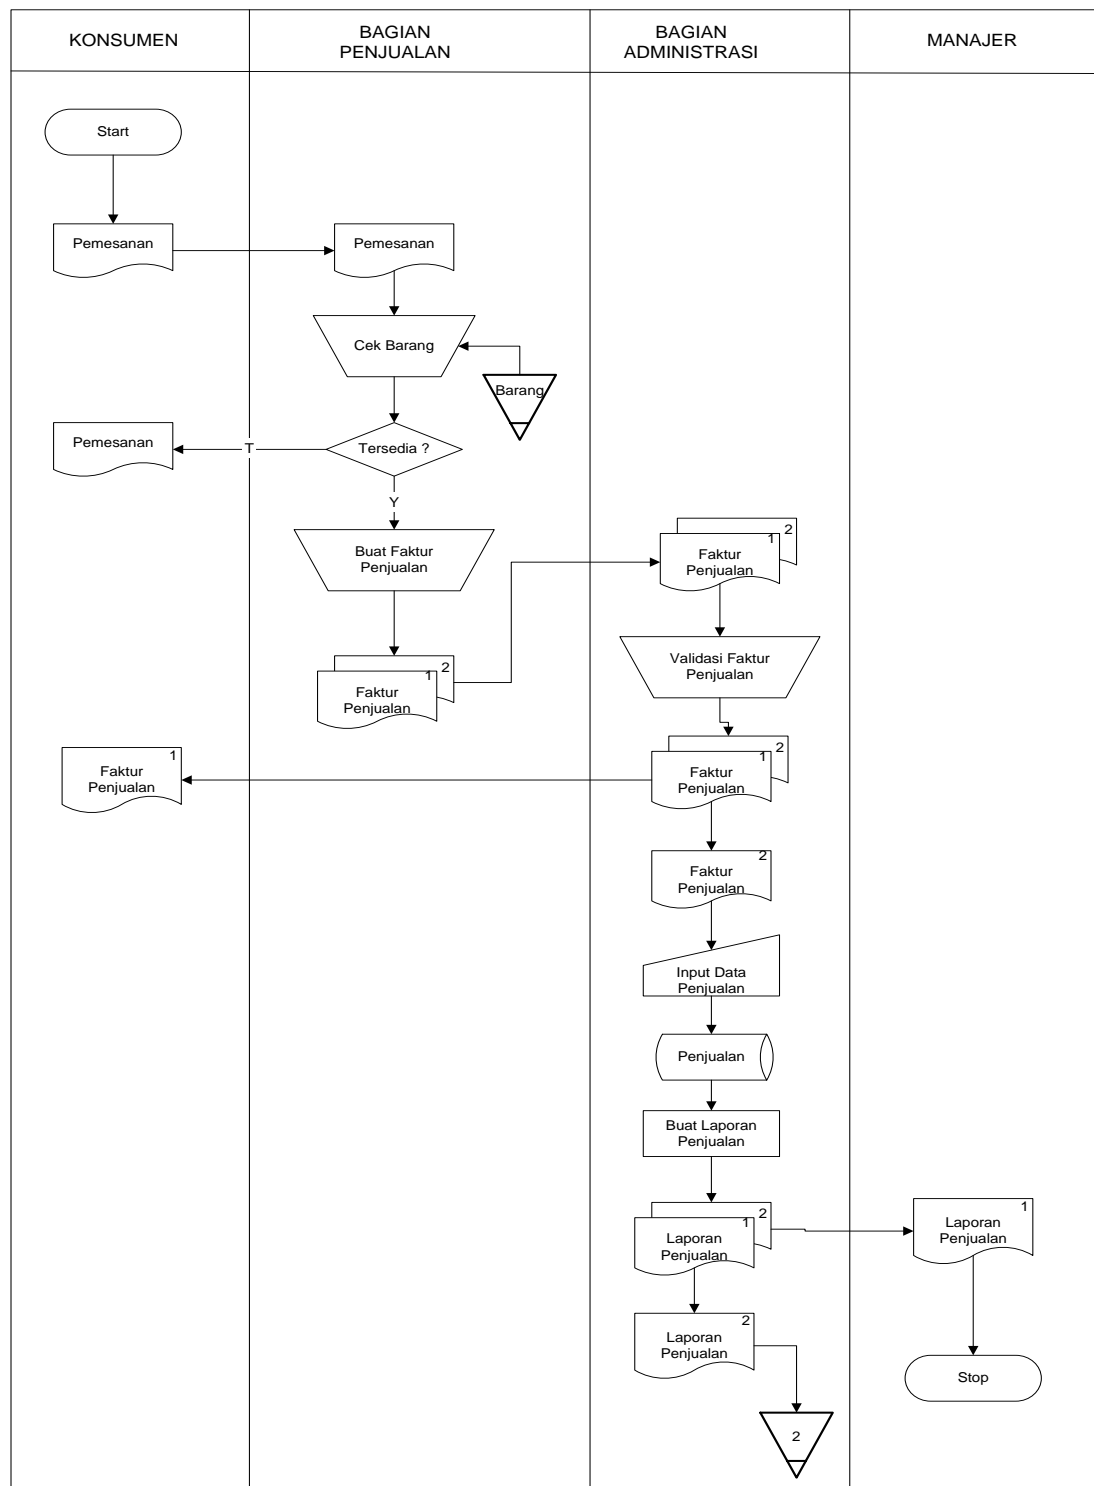 KONSUMEN
BAGIAN
PENJUALAN
BAGIAN
ADMINISTRASI
MANAJER
Start
Pemesanan
Pemesanan
Cek Barang
Barang
Pemesanan
T
Tersedia ?
Y
Buat Faktur
Penjualan
2
1
Faktur
Penjualan
2
1
Faktur
Penjualan
Validasi Faktur
Penjualan
1
Faktur
Penjualan
2
1
Faktur
Penjualan
2
Faktur
Penjualan
Input Data
Penjualan
Penjualan
Buat Laporan
Penjualan
2
1
Laporan
Penjualan
1
Laporan
Penjualan
2
Laporan
Penjualan
Stop
2